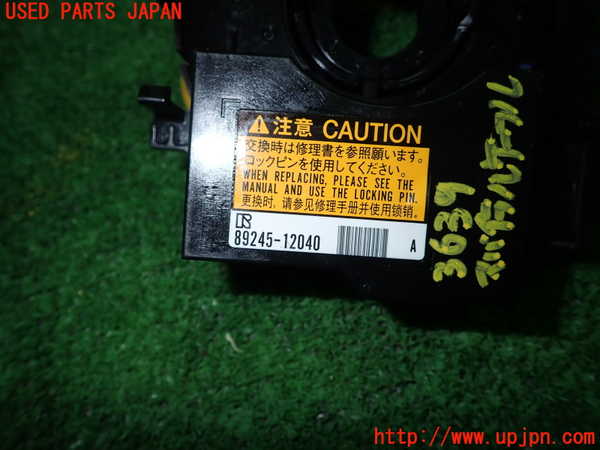 USED PARTS JAPAN
注意 CAUTION
交換時は修理書を参照願います。
ロックピンを使用してください。
WHEN REPLACING, PLEASE SEE THE
MANUAL AND USE THE LOCKING PIN.
更换时，请参见修理手册并使用锁销。
R
89245-12040
A
3639
http://www.upjpn.com/